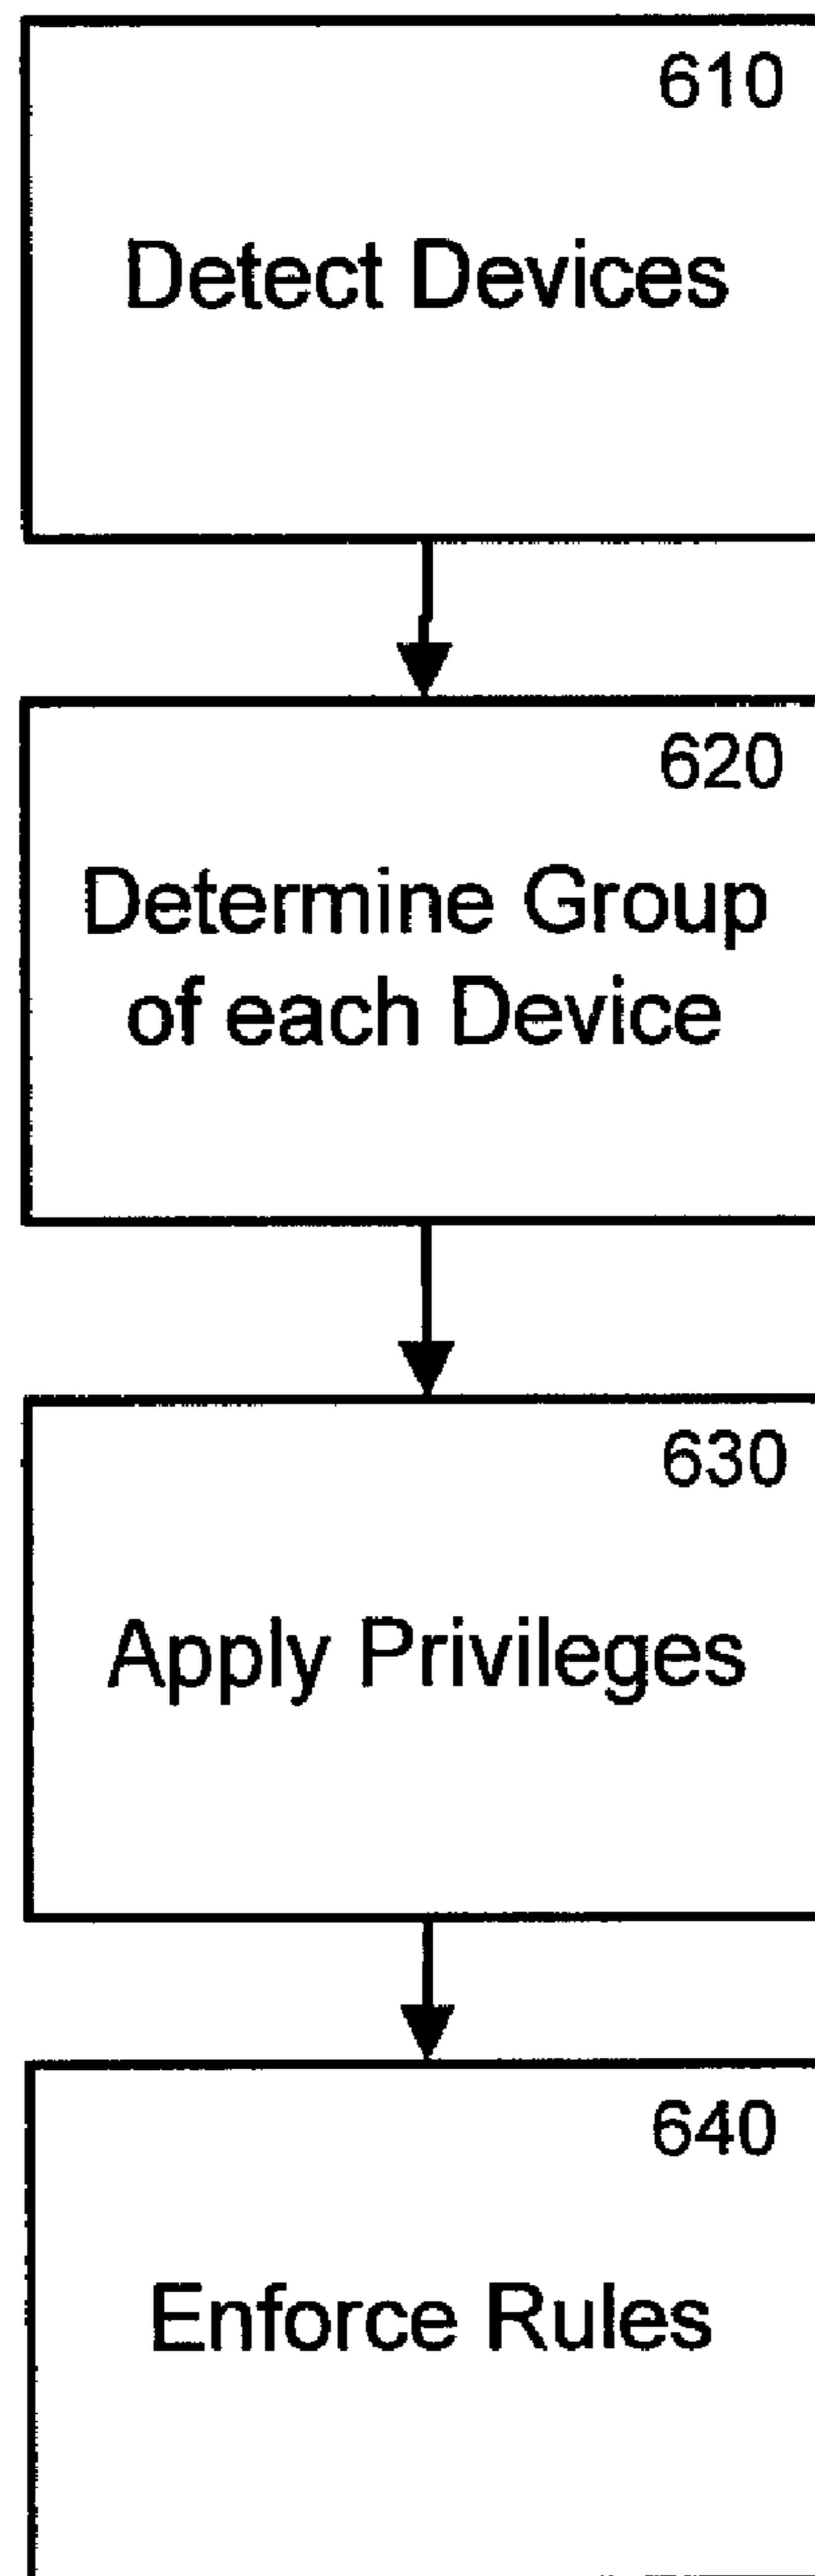 610
Detect Devices
620
Determine Group
of each Device
630
Apply Privileges
640
Enforce Rules